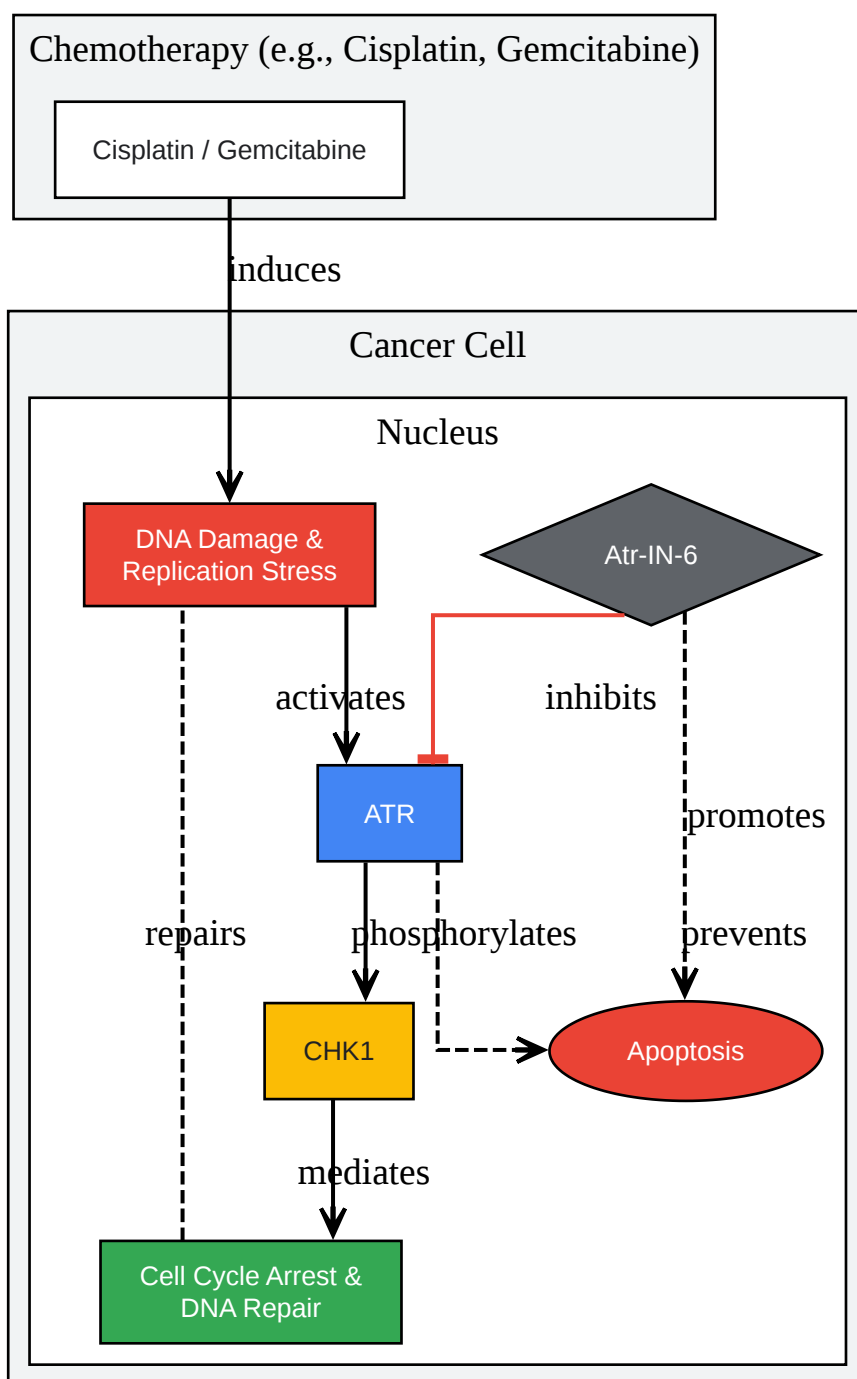 Chemotherapy (e.g., Cisplatin, Gemcitabine)
Cisplatin / Gemcitabine
induces
Cancer Cell
Nucleus
DNA Damage &
Replication Stress
Atr-IN-6
activates
inhibits
ATR
promotes
repairs
phosphorylates
prevents
CHK1
Apoptosis
mediates
Cell Cycle Arrest &
DNA Repair